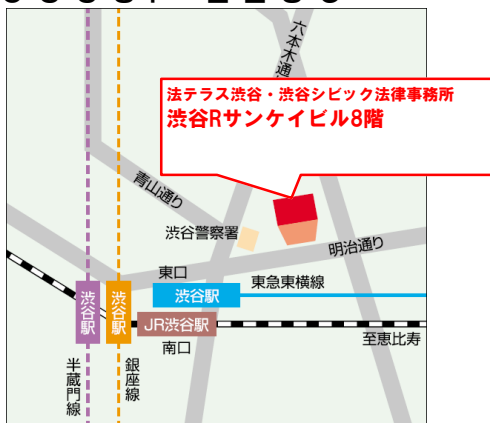 六本木通
法テラス渋谷・渋谷シビック法律事務所
渋谷Rサンケイビル8階
青山通り
渋谷警察署
明治通り
東口
渋谷駅
東急東横線
渋谷駅
渋谷駅
JR渋谷駅
南口
至恵比寿
半蔵門線
銀座線